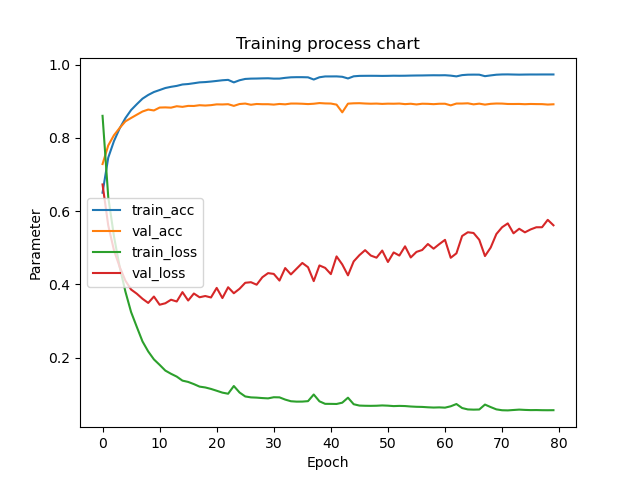 Training process chart
1.0
0.8
0.6
0.4
0.2
Parameter
train_acc
val_acc
train_loss
val_loss
0 10 20 30 40 50 60 70 80
Epoch